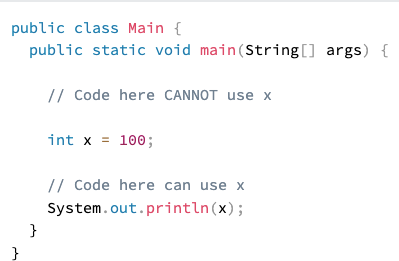 public class Main {
  public static void main(String[] args) {

    // Code here CANNOT use x

    int x = 100;

    // Code here can use x
    System.out.println(x);
  }
}